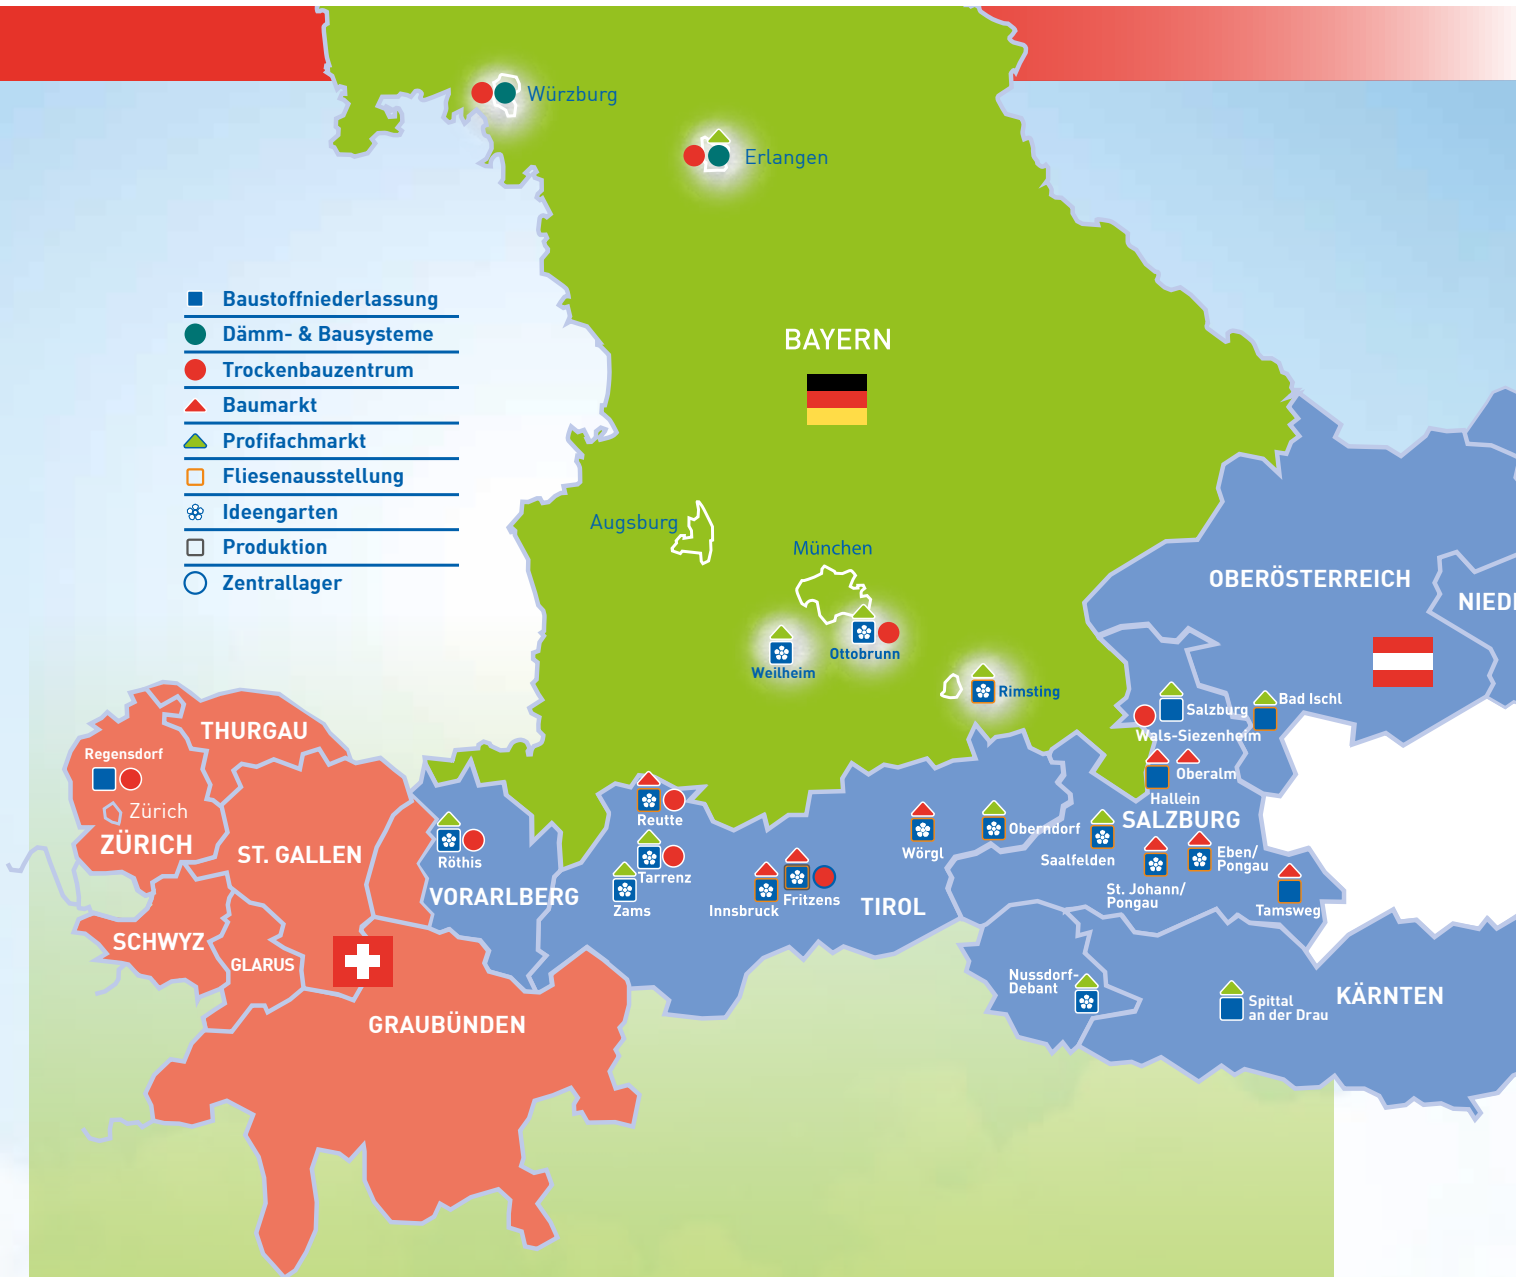 Würzburg
Erlangen
Baustoffniederlassung
Dämm- & Bausysteme
Trockenbauzentrum
Baumarkt
Profifachmarkt
Fliesenausstellung
Ideengarten
Produktion
Zentrallager
BAYERN
Augsburg
München
Ottobrunn
Weilheim
Rimsting
OBERÖSTERREICH
NIED
Bad Ischl
Salzburg
Wals-Siezenheim
Oberalm
Hallein
SALZBURG
THURGAU
Regensdorf
Zürich
ZÜRICH
ST. GALLEN
SCHWYZ
GLARUS
GRAUBÜNDEN
Röthis
VORARLBERG
Reutte
Tarrenz
Zams
Innsbruck
Fritzens
TIROL
Wörgl
Oberndorf
Saalfelden
St. Johann/
Pongau
Eben/
Pongau
Tamsweg
Nussdorf-
Debant
Spittal
an der Drau
KÄRNTEN